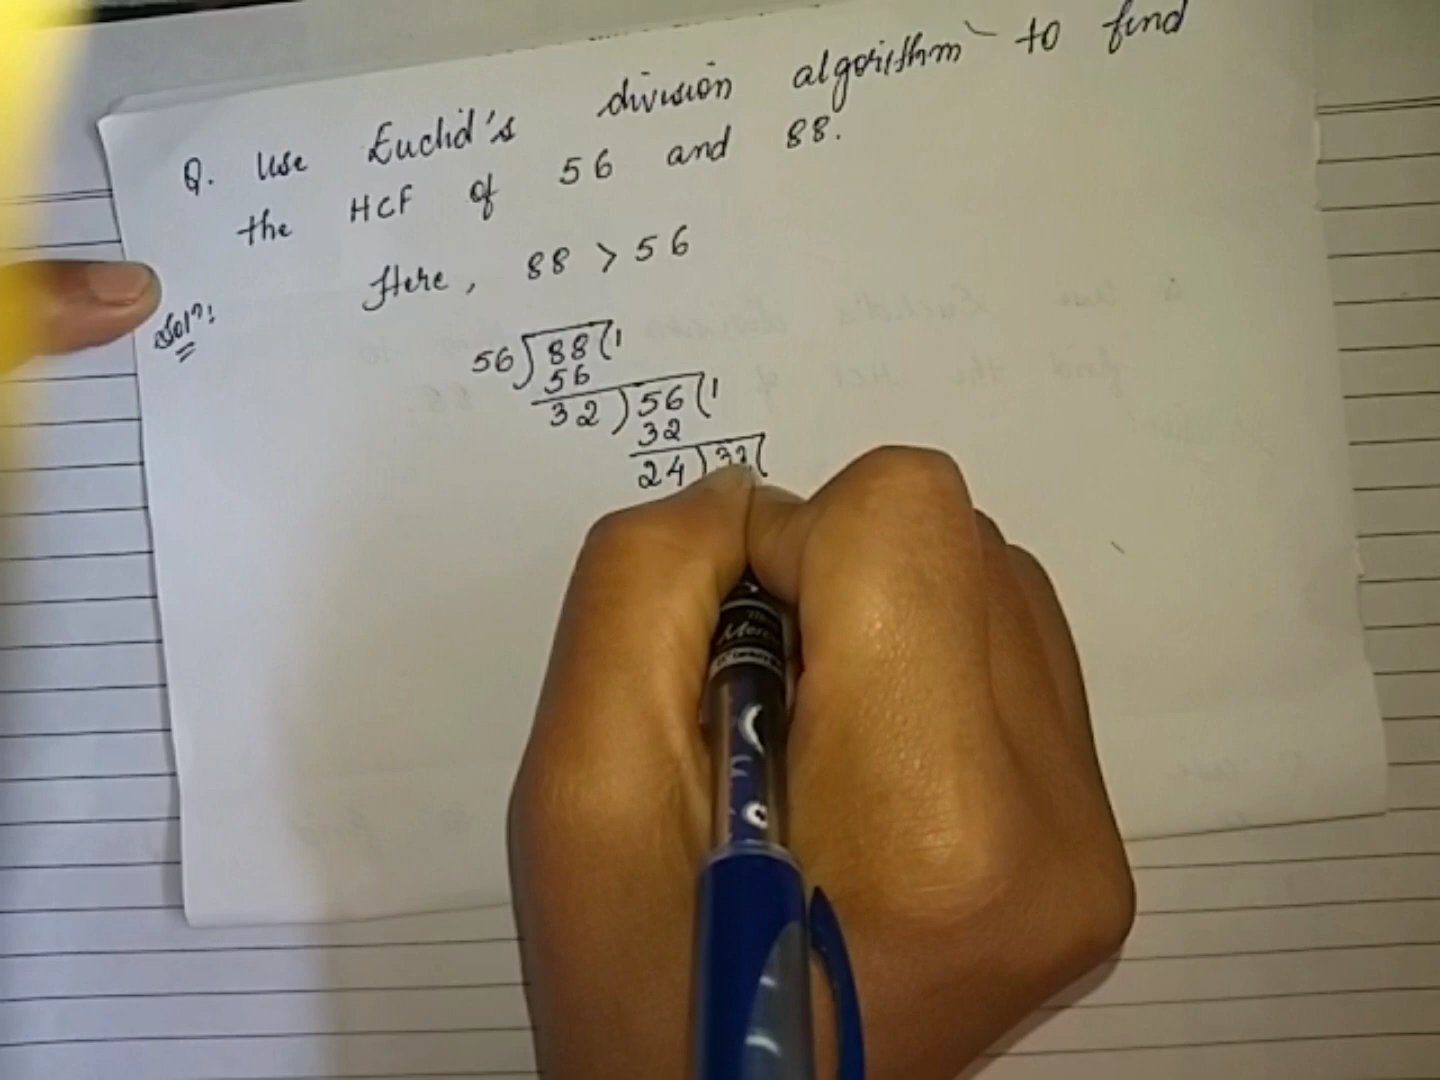 Q. Use Euclid's division algorithm to find
the HCF of 56 and 88.
Soln:
Here, 88 > 56
56)88(1
56
32)56(1
32
24)32(